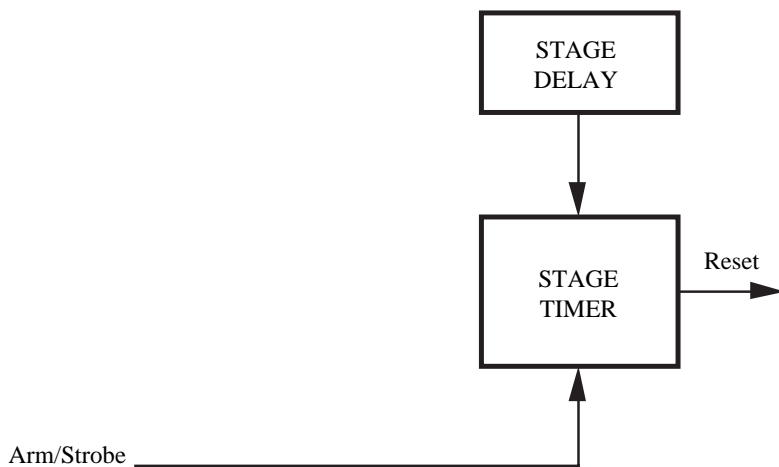 STAGE
DELAY
STAGE
TIMER
Reset
Arm/Strobe